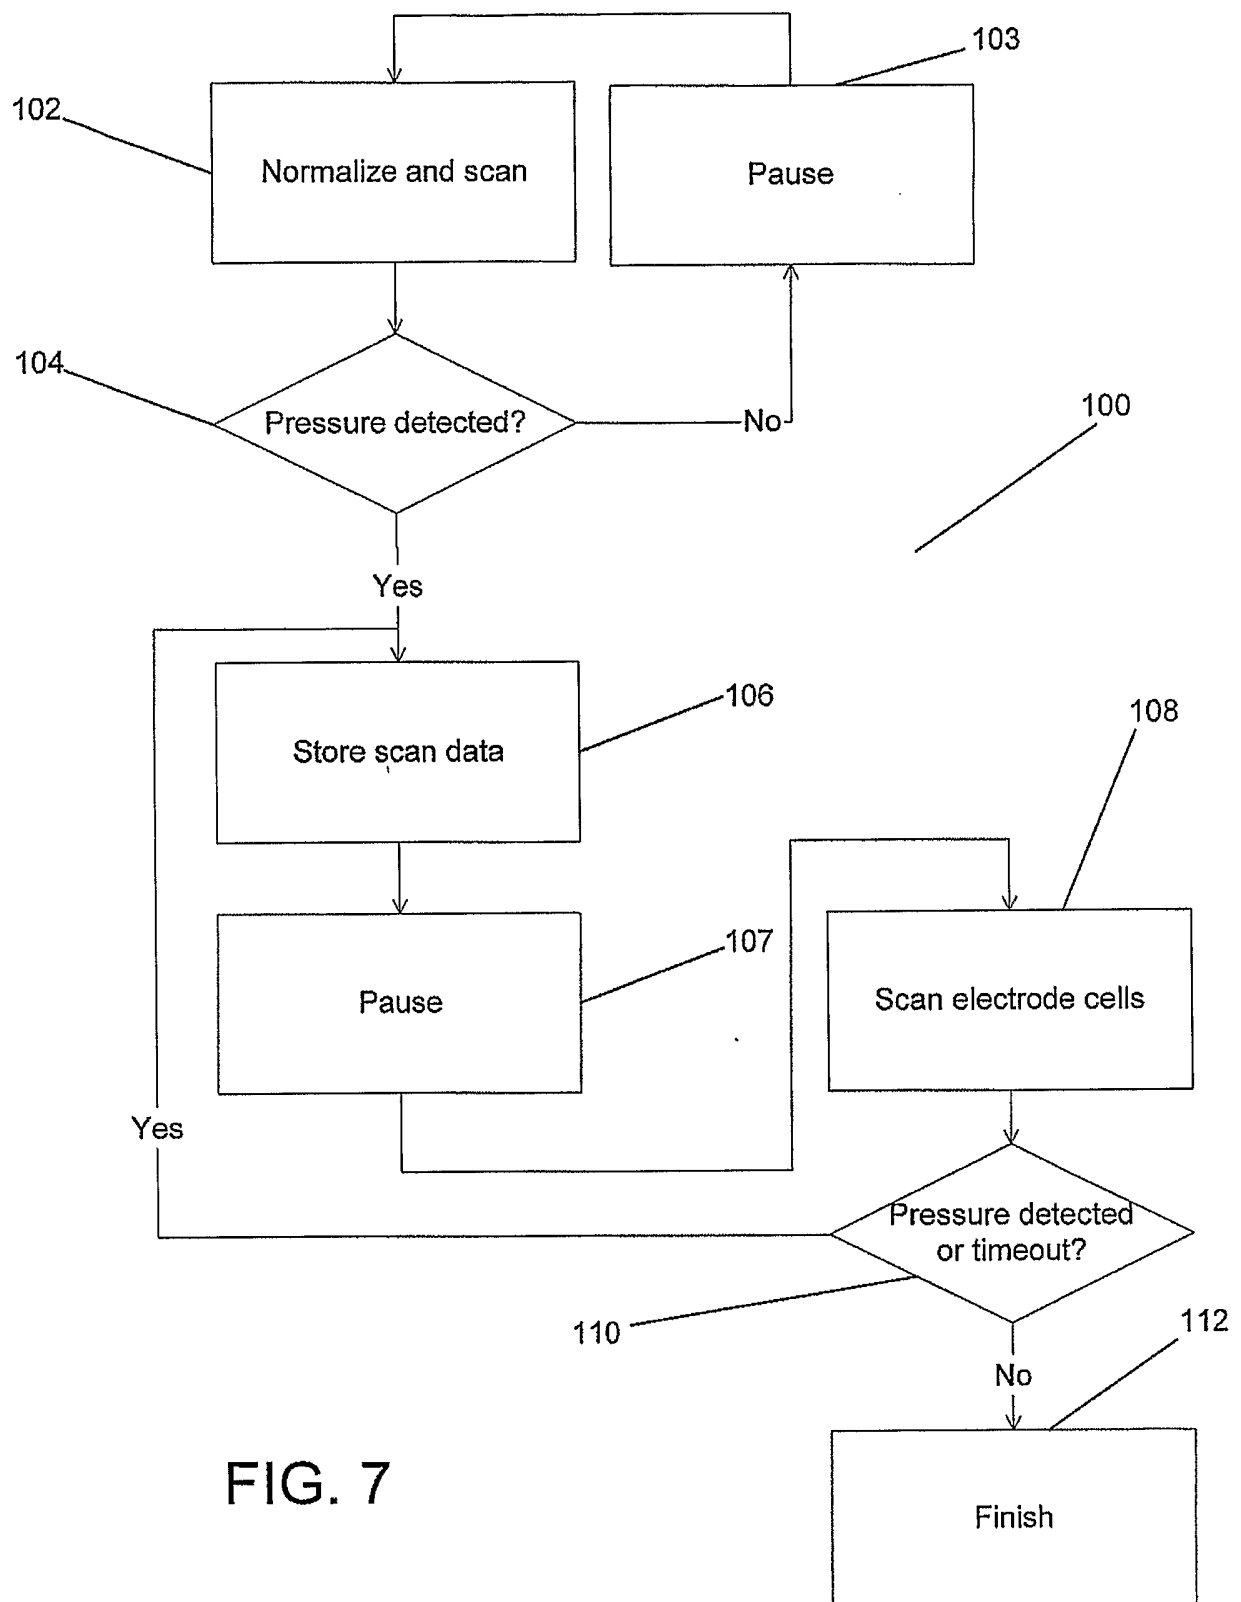 103
102
Normalize and scan
Pause
104
Pressure detected?
No
100
Yes
106
108
Store scan data
107
Pause
Scan electrode cells
Yes
Pressure detected
or timeout?
110
112
No
FIG. 7
Finish